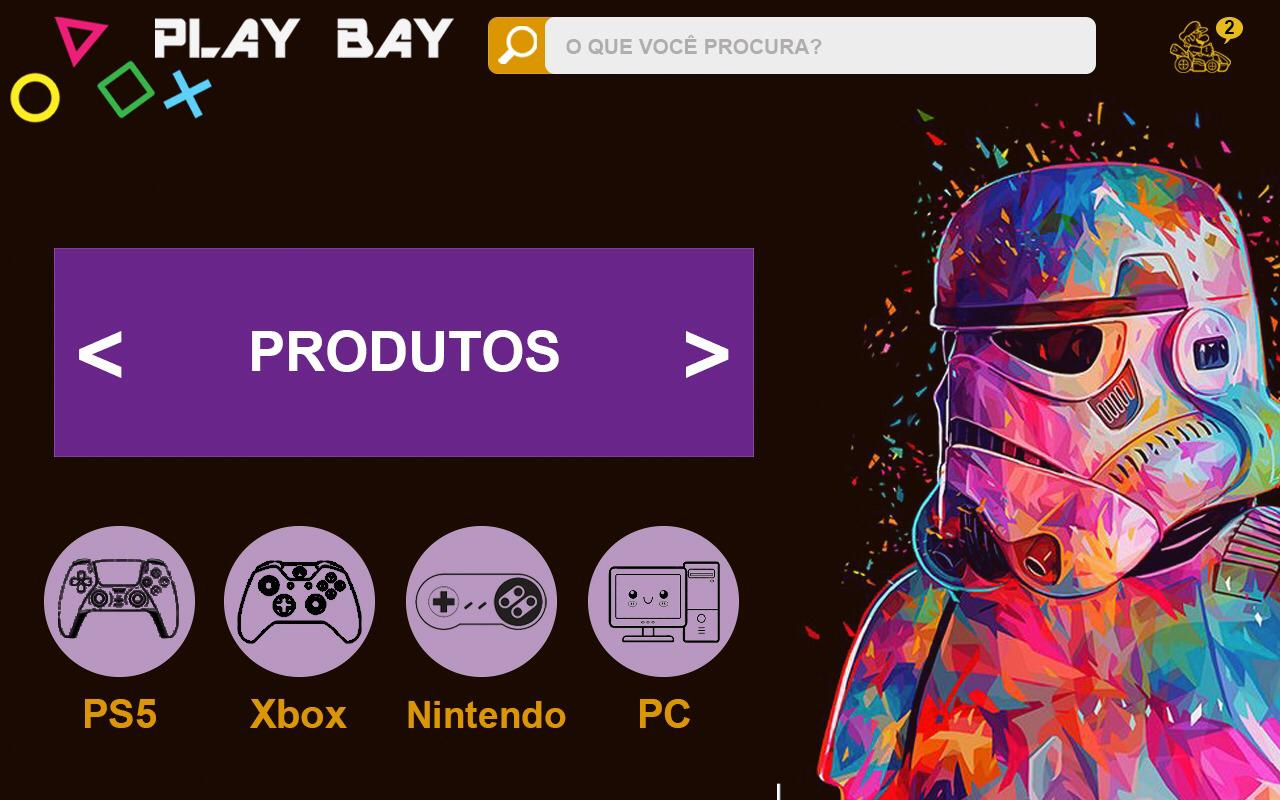 PLAY BAY
O QUE VOCÊ PROCURA?
2
< PRODUTOS >
PS5
Xbox
Nintendo
PC